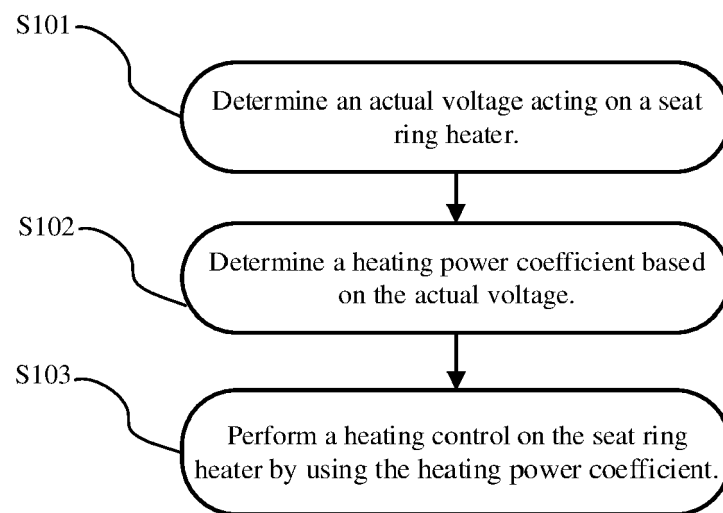 S101
Determine an actual voltage acting on a seat
ring heater.
S102
Determine a heating power coefficient based
on the actual voltage.
S103
Perform a heating control on the seat ring
heater by using the heating power coefficient.